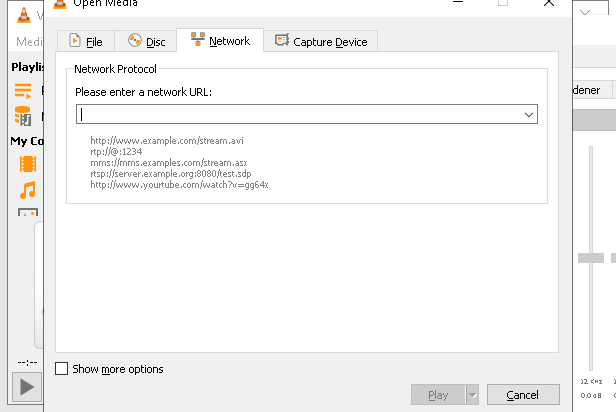 Open Media
Medi
File
Disc
Network
Capture Device
Playlis
dener
Network Protocol
Please enter a network URL:
http://www.example.com/stream.avi
rtp://@:1234
mms://mms.examples.com/stream.asx
rtsp://server.example.org:8080/test.sdp
http://www.yourtube.com/watch?v=gg64x
My Co
--:--
Show more options
Play
Cancel
12 KHz
0.0 dB